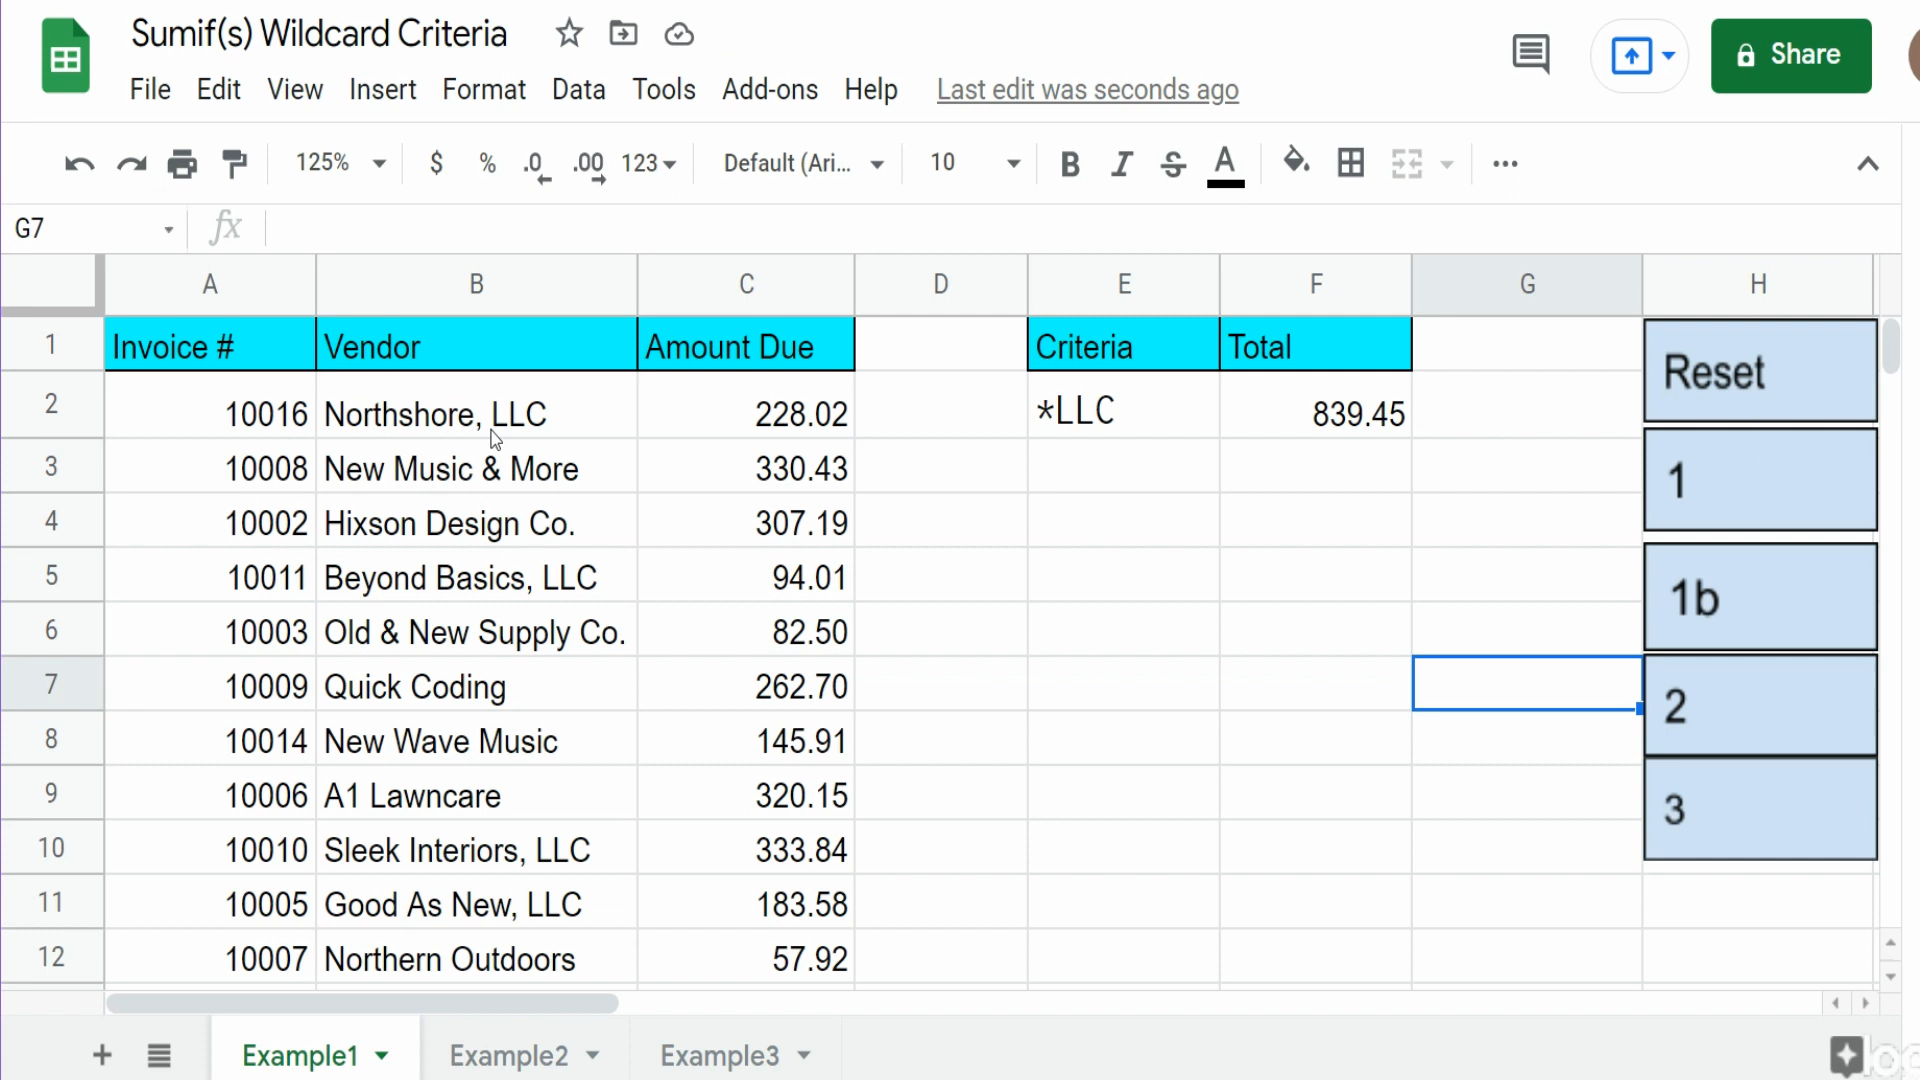 Sumif(s) Wildcard Criteria
File Edit View Insert Format Data Tools Add-ons Help Last edit was seconds ago
Share
125% $ % .0 .00 123 Default (Ari... 10 B I S A
G7 fx
A B C D E F G H
1 Invoice # Vendor Amount Due Criteria Total Reset
2 10016 Northshore, LLC 228.02 *LLC 839.45
3 10008 New Music & More 330.43 1
4 10002 Hixson Design Co. 307.19
5 10011 Beyond Basics, LLC 94.01 1b
6 10003 Old & New Supply Co. 82.50
7 10009 Quick Coding 262.70 2
8 10014 New Wave Music 145.91
9 10006 A1 Lawncare 320.15 3
10 10010 Sleek Interiors, LLC 333.84
11 10005 Good As New, LLC 183.58
12 10007 Northern Outdoors 57.92
+ Example1 Example2 Example3